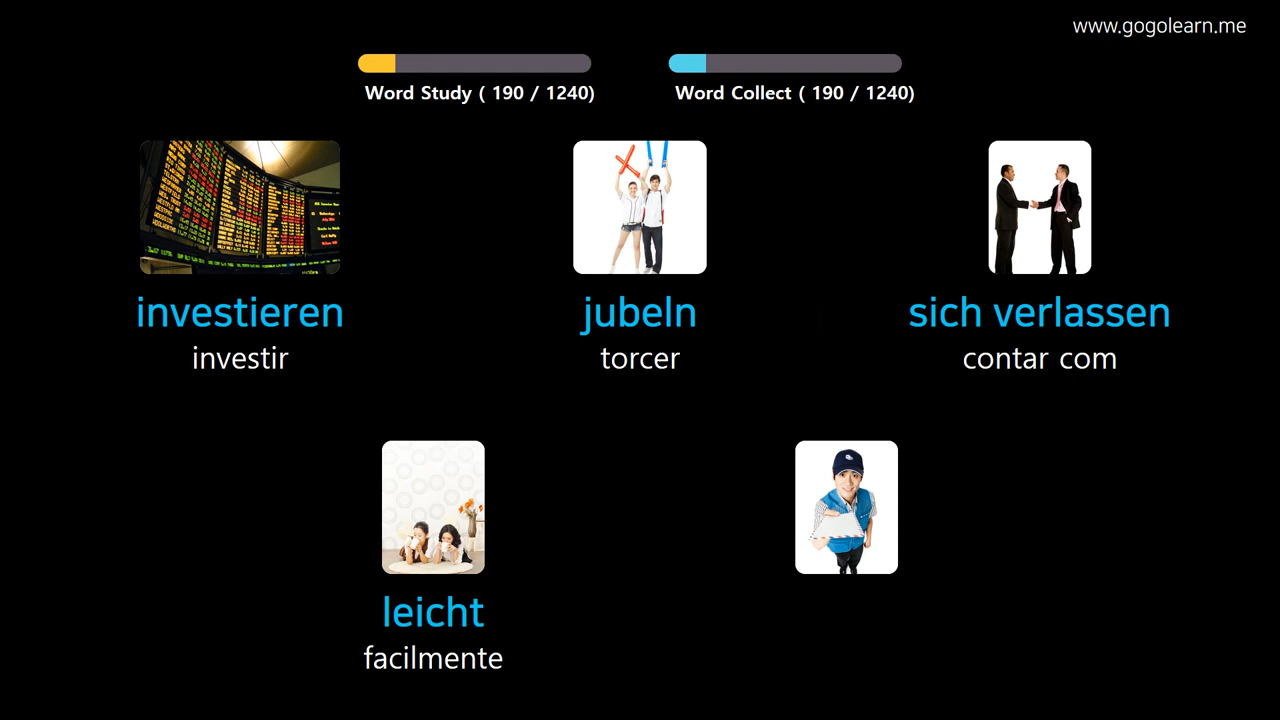 www.gogolearn.me
Word Study ( 190 / 1240)
Word Collect ( 190 / 1240)
investieren
investir
jubeln
torcer
sich verlassen
contar com
leicht
facilmente